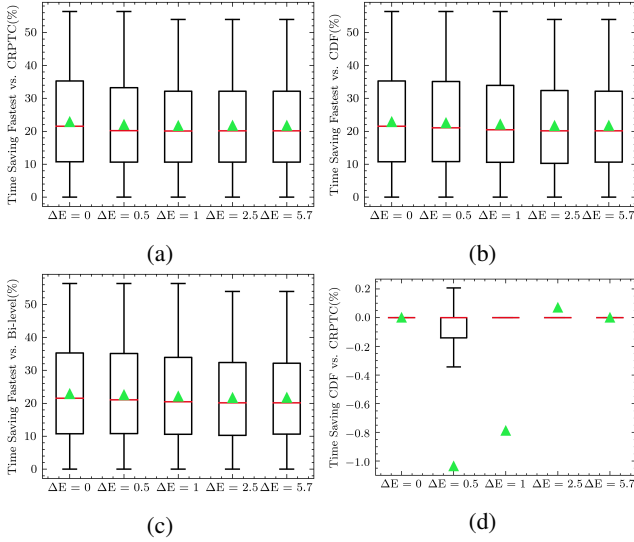 Time Saving Fastest vs. CRPTC(%)
50
40
30
20
10
0
ΔE = 0 ΔE = 0.5 ΔE = 1 ΔE = 2.5 ΔE = 5.7
(a)
Time Saving Fastest vs. CDF(%)
50
40
30
20
10
0
ΔE = 0 ΔE = 0.5 ΔE = 1 ΔE = 2.5 ΔE = 5.7
(b)
Time Saving Fastest vs. Bi-level(%)
50
40
30
20
10
0
ΔE = 0 ΔE = 0.5 ΔE = 1 ΔE = 2.5 ΔE = 5.7
(c)
Time Saving CDF vs. CRPTC(%)
0.2
0.0
−0.2
−0.4
−0.6
−0.8
−1.0
ΔE = 0 ΔE = 0.5 ΔE = 1 ΔE = 2.5 ΔE = 5.7
(d)